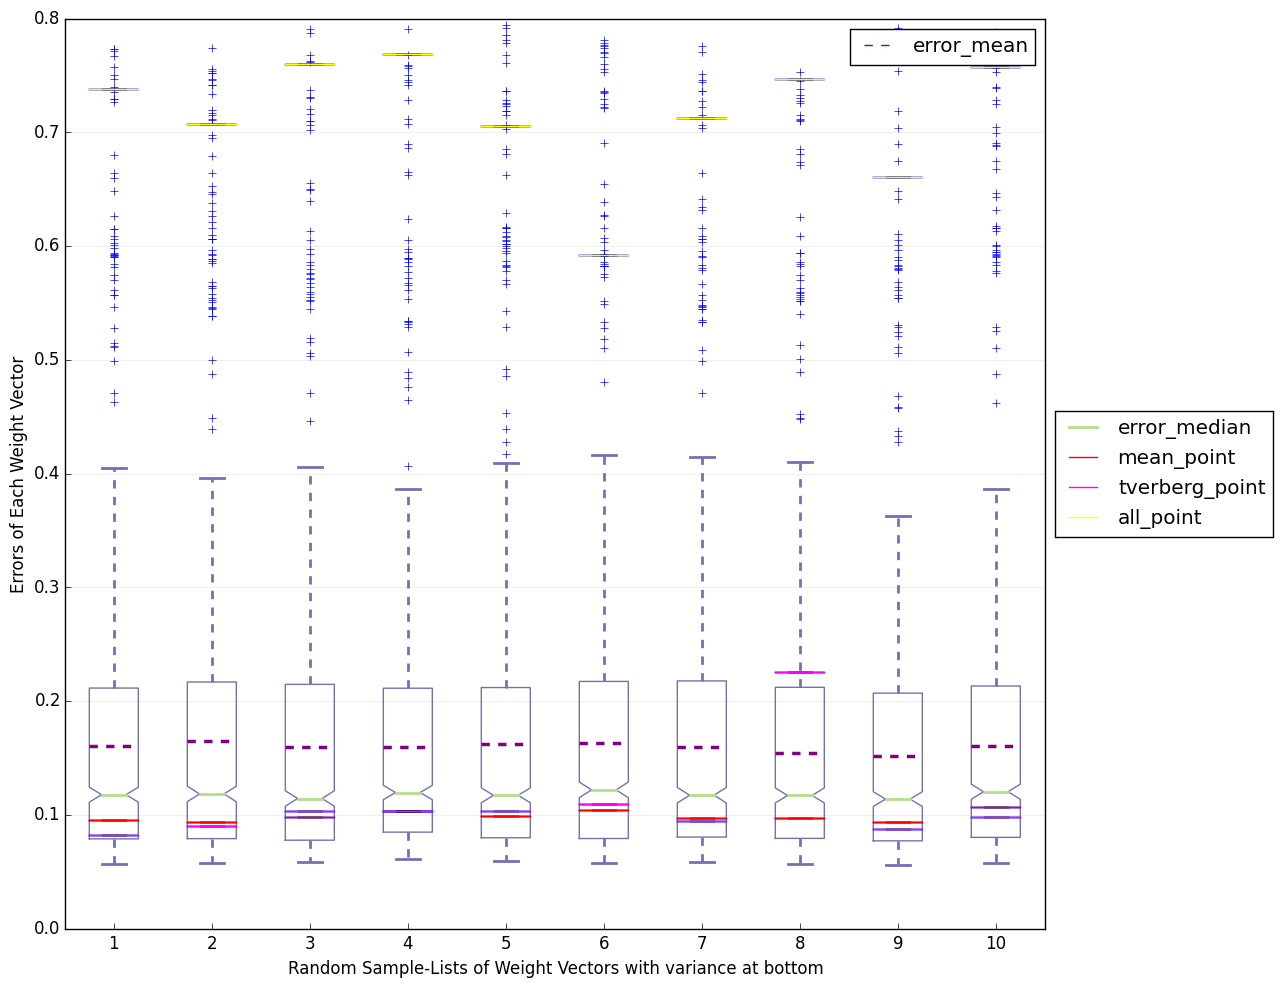 0.8
0.7
0.6
0.5
0.4
0.3
0.2
0.1
0.0
Errors of Each Weight Vector
1 2 3 4 5 6 7 8 9 10
Random Sample-Lists of Weight Vectors with variance at bottom
error_mean
error_median
mean_point
tverberg_point
all_point